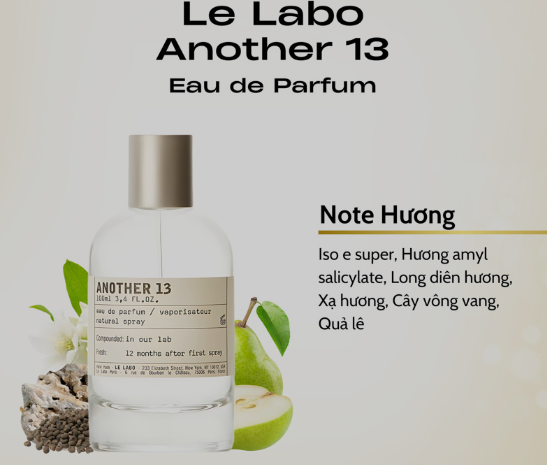 Le Labo
Another 13
Eau de Parfum
Note Hương
Iso e super, Hương amyl
salicylate, Long diên hương,
Xạ hương, Cây vông vang,
Quả lê
ANOTHER 13
100ml 3,4 FL.OZ.
eau de parfum / vaporisateur
natural spray
Compounded: in our lab
Fresh: 12 months after first spray
LE LABO